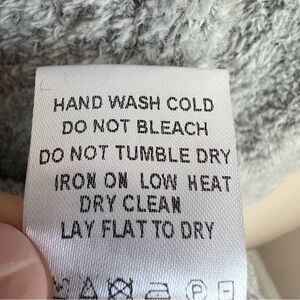 HAND WASH COLD
DO NOT BLEACH
DO NOT TUMBLE DRY
IRON ON LOW HEAT
DRY CLEAN
LAY FLAT TO DRY